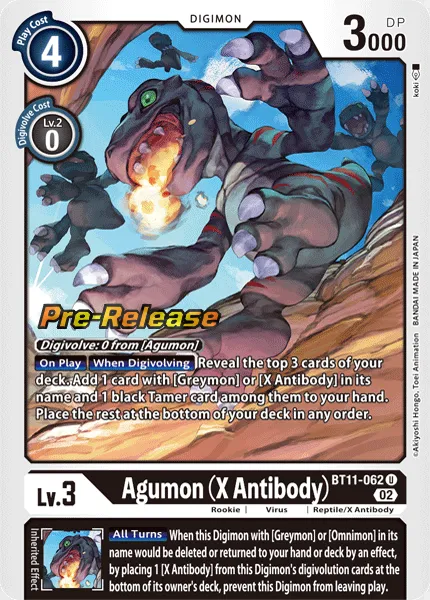 DIGIMON
Play Cost
4
DP
3000
Digivolve Cost
Lv.2
0
koki
©Akiyoshi Hongo, Toei Animation BANDAI MADE IN JAPAN
Pre-Release
Digivolve: 0 from [Agumon]
On Play When Digivolving Reveal the top 3 cards of your
deck. Add 1 card with [Greymon] or [X Antibody] in its
name and 1 black Tamer card among them to your hand.
Place the rest at the bottom of your deck in any order.
Lv.3
Agumon (X Antibody)
BT11-062 U
02
Rookie | Virus | Reptile/X Antibody
Inherited Effect
All Turns When this Digimon with [Greymon] or [Omnimon] in its
name would be deleted or returned to your hand or deck by an effect,
by placing 1 [X Antibody] from this Digimon's digivolution cards at the
bottom of its owner's deck, prevent this Digimon from leaving play.